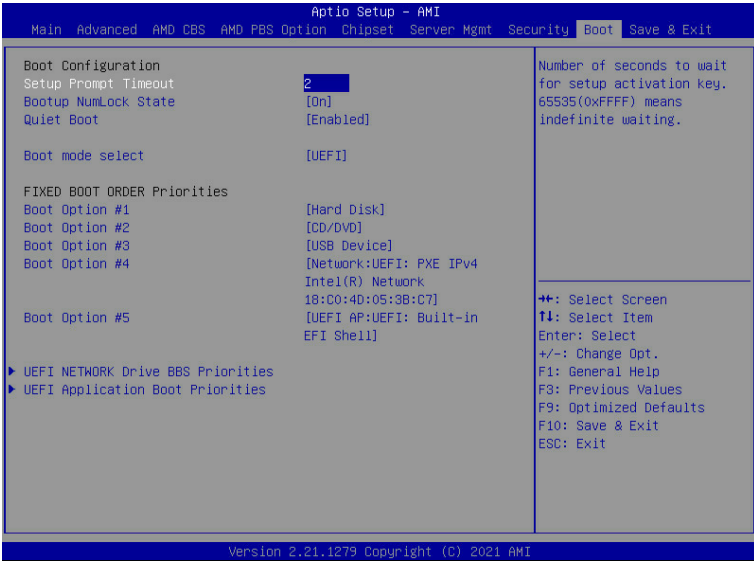 Aptio Setup – AMI
Main Advanced AMD CBS AMD PBS Option Chipset Server Mgmt Security Boot Save & Exit
Boot Configuration
Setup Prompt Timeout 2
Bootup NumLock State [On]
Quiet Boot [Enabled]
Boot mode select [UEFI]
FIXED BOOT ORDER Priorities
Boot Option #1 [Hard Disk]
Boot Option #2 [CD/DVD]
Boot Option #3 [USB Device]
Boot Option #4 [Network:UEFI: PXE IPv4
Intel(R) Network
18:C0:4D:05:3B:C7]
Boot Option #5 [UEFI AP:UEFI: Built-in
EFI Shell]
UEFI NETWORK Drive BBS Priorities
UEFI Application Boot Priorities
Number of seconds to wait
for setup activation key.
65535(0xFFFF) means
indefinite waiting.
→←: Select Screen
↑↓: Select Item
Enter: Select
+/-: Change Opt.
F1: General Help
F3: Previous Values
F9: Optimized Defaults
F10: Save & Exit
ESC: Exit
Version 2.21.1279 Copyright (C) 2021 AMI